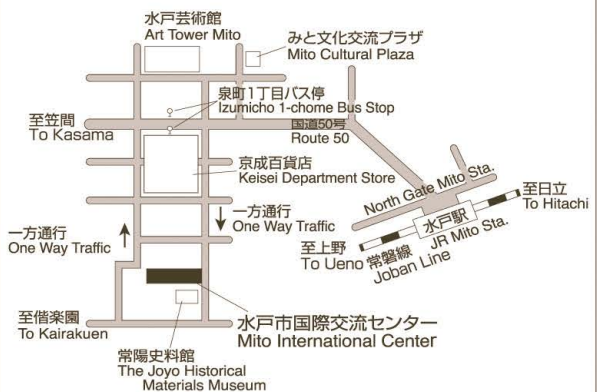 水戸芸術館
Art Tower Mito
みと文化交流プラザ
Mito Cultural Plaza
泉町1丁目バス停
Izumicho 1-chome Bus Stop
至笠間
To Kasama
国道50号
Route 50
京成百貨店
Keisei Department Store
North Gate Mito Sta.
至日立
To Hitachi
水戸駅
JR Mito Sta.
一方通行
One Way Traffic
一方通行
One Way Traffic
至上野
To Ueno
常磐線
Joban Line
至偕楽園
To Kairakuen
水戸市国際交流センター
Mito International Center
常陽史料館
The Joyo Historical
Materials Museum